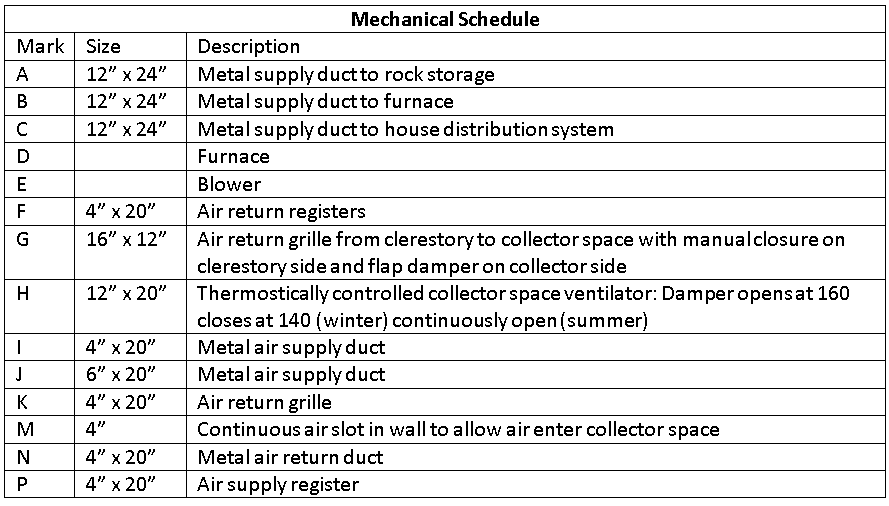 Mechanical Schedule
Mark Size Description
A 12” x 24” Metal supply duct to rock storage
B 12” x 24” Metal supply duct to furnace
C 12” x 24” Metal supply duct to house distribution system
D Furnace
E Blower
F 4” x 20” Air return registers
G 16” x 12” Air return grille from clerestory to collector space with manual closure on
clerestory side and flap damper on collector side
H 12” x 20” Thermostically controlled collector space ventilator: Damper opens at 160
closes at 140 (winter) continuously open (summer)
I 4” x 20” Metal air supply duct
J 6” x 20” Metal air supply duct
K 4” x 20” Air return grille
M 4” Continuous air slot in wall to allow air enter collector space
N 4” x 20” Metal air return duct
P 4” x 20” Air supply register